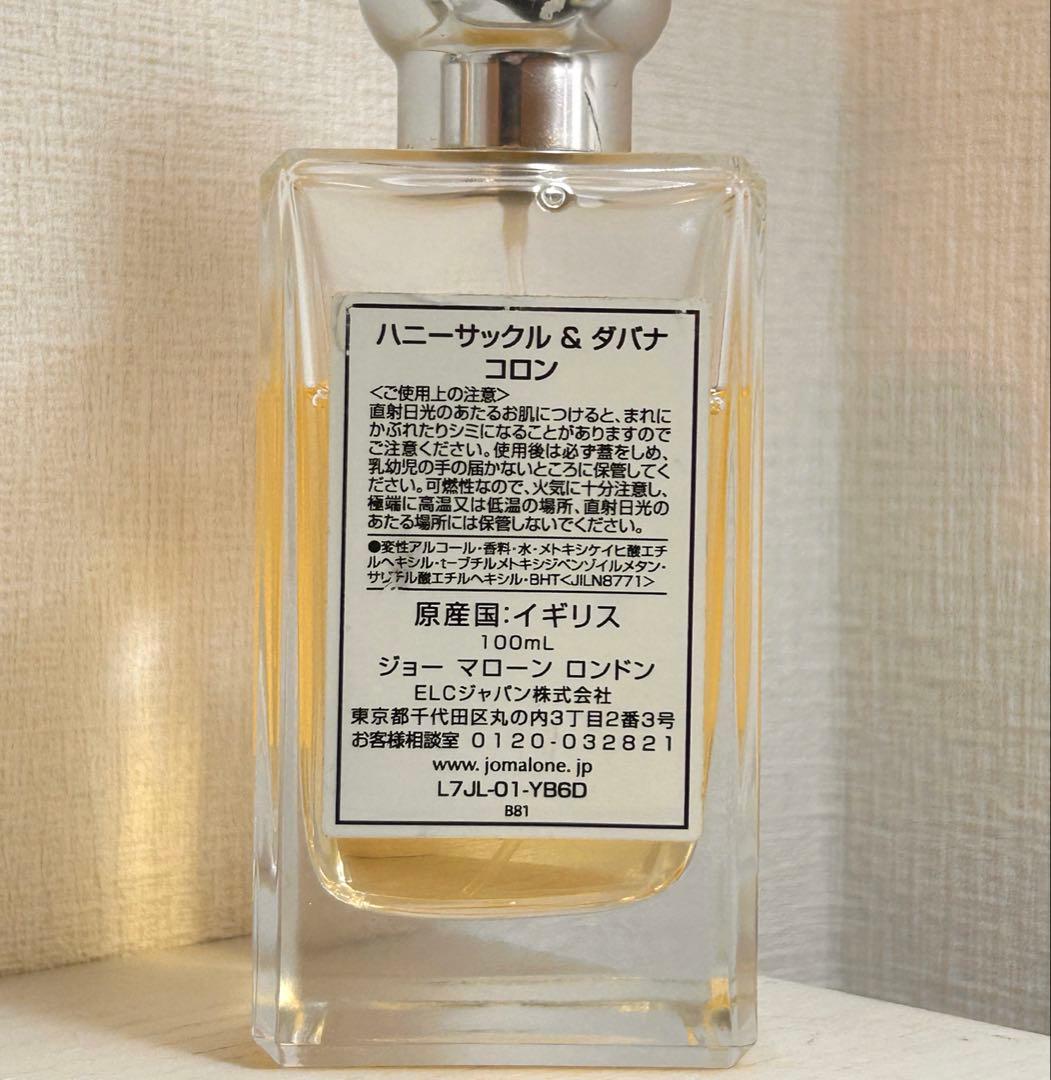 ハニーサックル & ダバナ
コロン
<ご使用上の注意>
直射日光のあたるお肌につけると、まれに
かぶれたりシミになることがありますので
ご注意ください。使用後は必ず蓋をしめ、
乳幼児の手の届かないところに保管してく
ださい。可燃性なので、火気に十分注意し、
極端に高温又は低温の場所、直射日光の
あたる場所には保管しないでください。
●変性アルコール・香料・水・メトキシケイヒ酸エチ
ルヘキシル・t-ブチルメトキシジベンゾイルメタン・
サリチル酸エチルヘキシル・BHT<JILN8771>
原産国:イギリス
100mL
ジョー マローン ロンドン
ELCジャパン株式会社
東京都千代田区丸の内3丁目2番3号
お客様相談室 0120-032821
www.jomalone.jp
L7JL-01-YB6D
B81